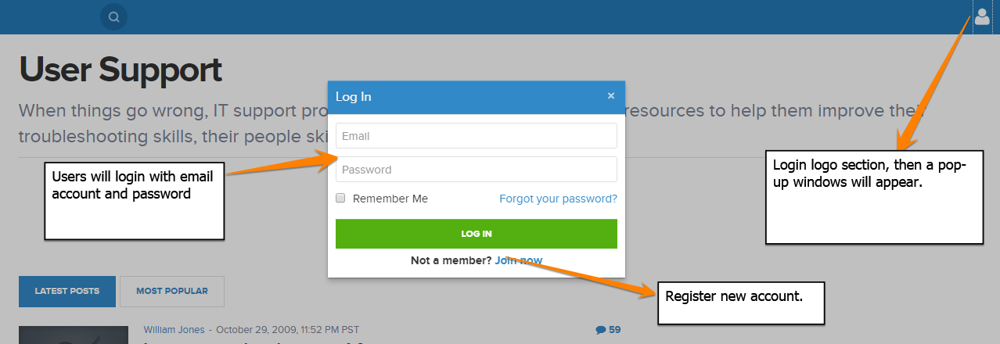 User Support
When things go wrong, IT support pro
resources to help them improve their
troubleshooting skills, their people ski
Log In
×
Email
Password
Remember Me
Forgot your password?
LOG IN
Not a member? Join now
Users will login with email
account and password
Login logo section, then a pop-
up windows will appear.
Register new account.
LATEST POSTS
MOST POPULAR
William Jones - October 29, 2009, 11:52 PM PST
59